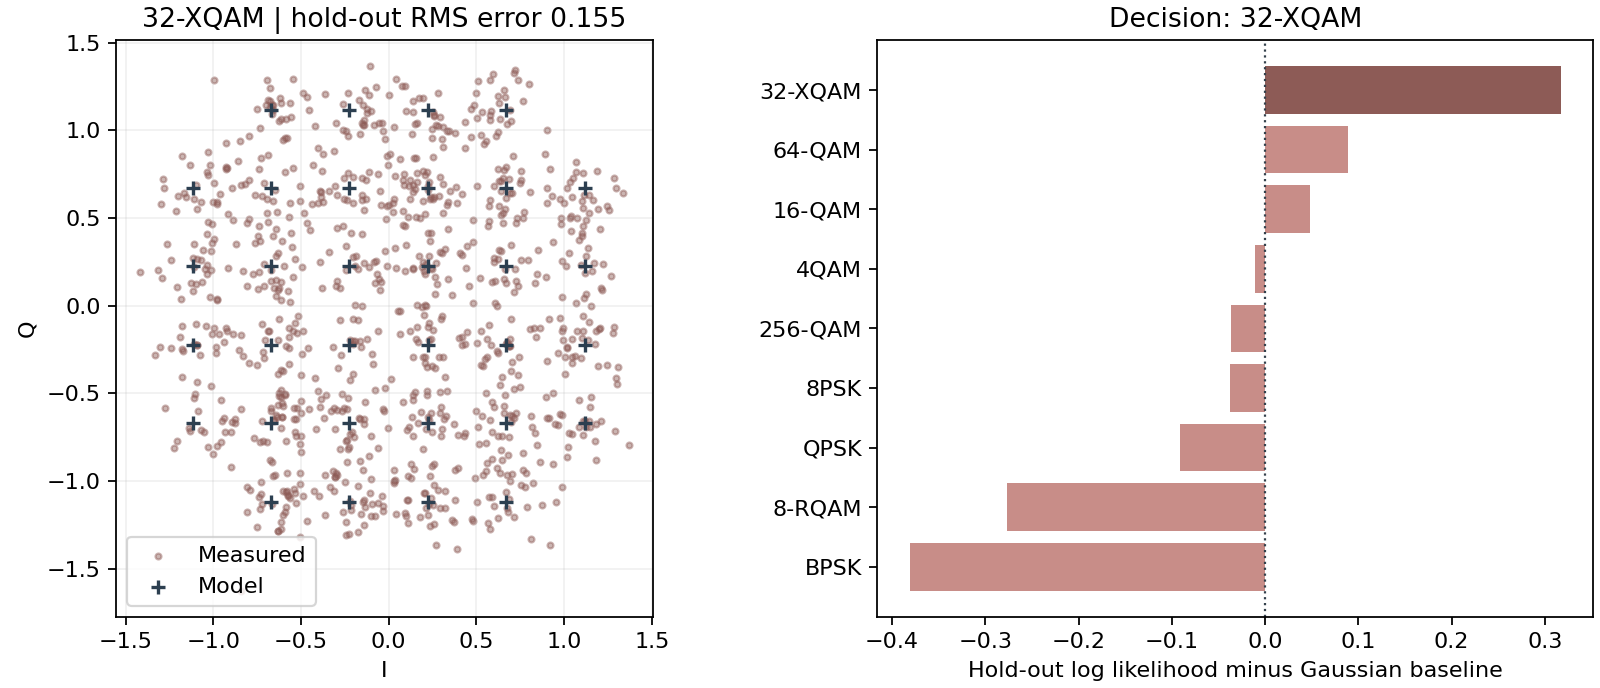 32-XQAM | hold-out RMS error 0.155
1.5
1.0
0.5
0.0
−0.5
−1.0
−1.5
Q
Measured
Model
−1.5
−1.0
−0.5
0.0
0.5
1.0
1.5
I
Decision: 32-XQAM
32-XQAM
64-QAM
16-QAM
4QAM
256-QAM
8PSK
QPSK
8-RQAM
BPSK
−0.4
−0.3
−0.2
−0.1
0.0
0.1
0.2
0.3
Hold-out log likelihood minus Gaussian baseline